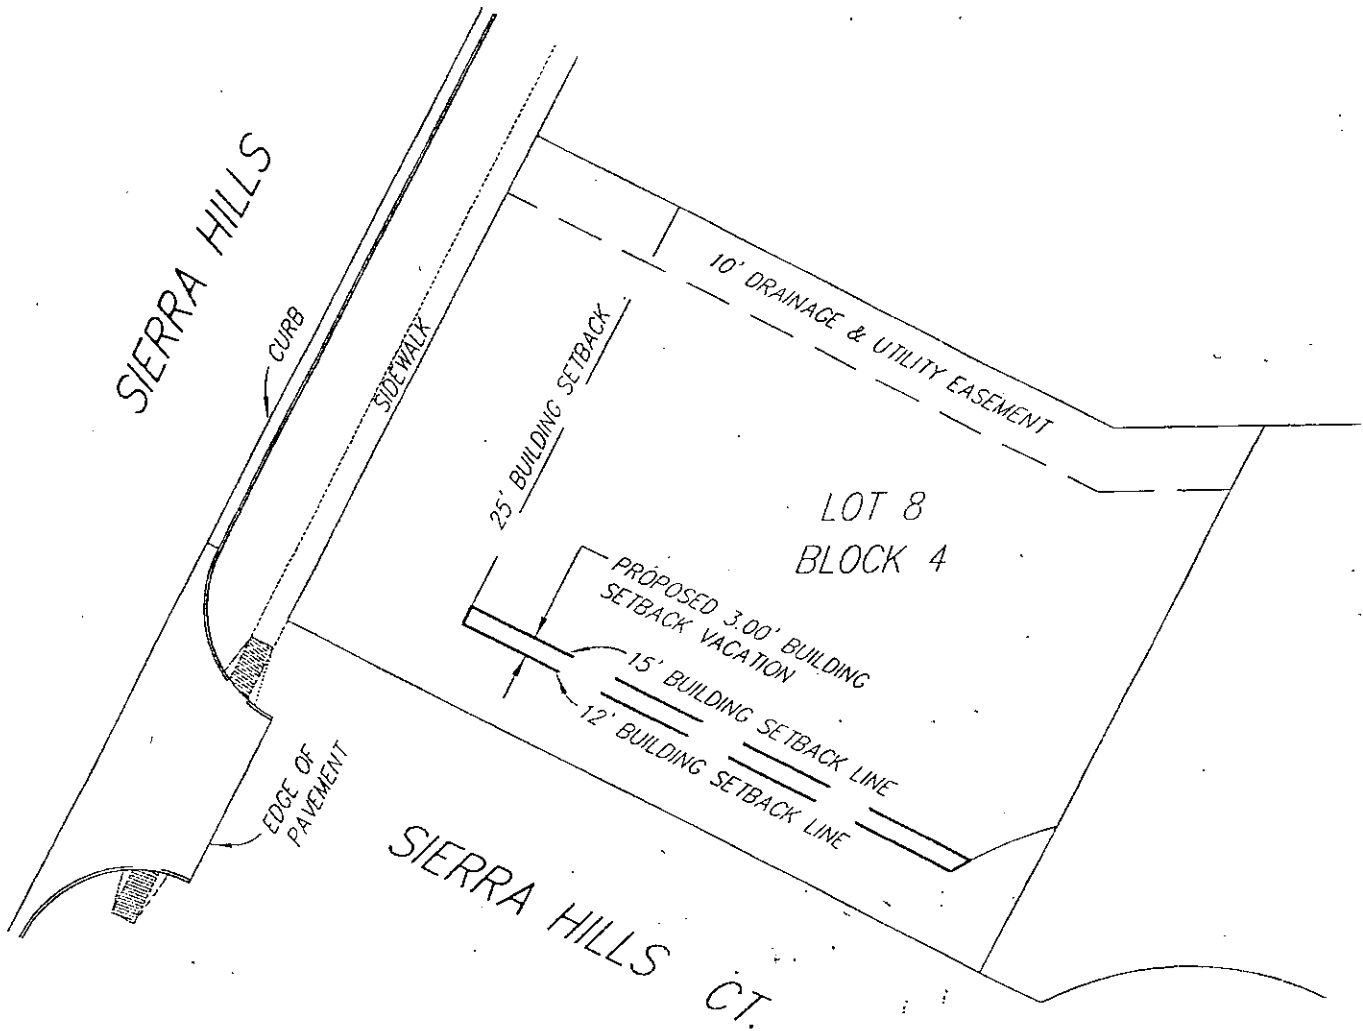 SIERRA HILLS
CURB
SIDEWALK
10' DRAINAGE & UTILITY EASEMENT
25' BUILDING SETBACK
LOT 8
BLOCK 4
PROPOSED 3.00' BUILDING
SETBACK VACATION
15' BUILDING SETBACK LINE
12' BUILDING SETBACK LINE
EDGE OF
PAVEMENT
SIERRA HILLS CT.